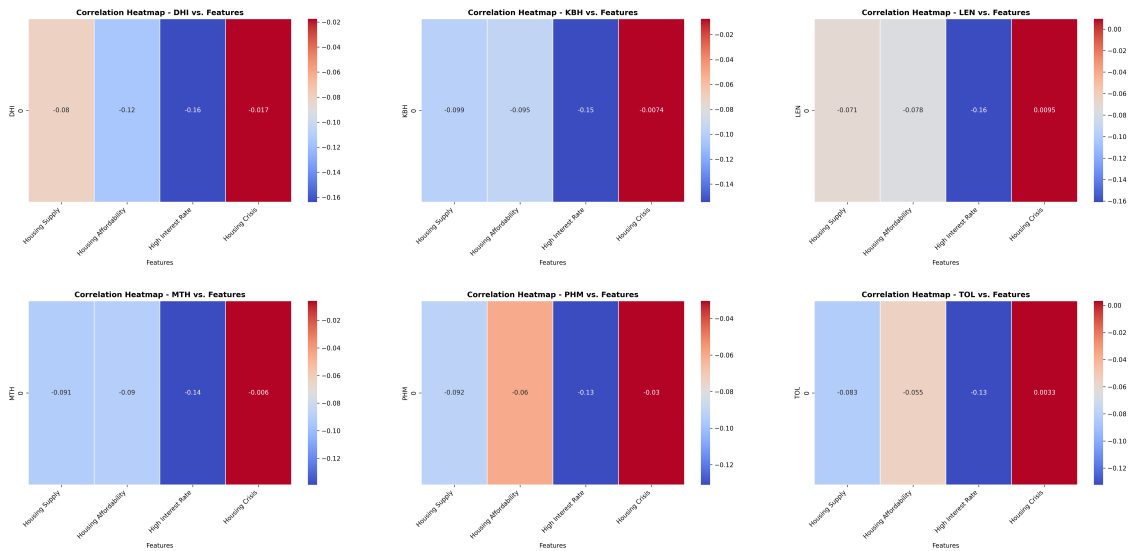 Correlation Heatmap - DHI vs. Features
DHI
0
-0.08
-0.12
-0.16
-0.017
Housing Supply
Housing Affordability
High Interest Rate
Housing Crisis
Features
−0.02
−0.04
−0.06
−0.08
−0.10
−0.12
−0.14
−0.16
Correlation Heatmap - KBH vs. Features
KBH
0
-0.099
-0.095
-0.15
-0.0074
Housing Supply
Housing Affordability
High Interest Rate
Housing Crisis
Features
−0.02
−0.04
−0.06
−0.08
−0.10
−0.12
−0.14
Correlation Heatmap - LEN vs. Features
LEN
0
-0.071
-0.078
-0.16
0.0095
Housing Supply
Housing Affordability
High Interest Rate
Housing Crisis
Features
0.00
−0.02
−0.04
−0.06
−0.08
−0.10
−0.12
−0.14
−0.16
Correlation Heatmap - MTH vs. Features
MTH
0
-0.091
-0.09
-0.14
-0.006
Housing Supply
Housing Affordability
High Interest Rate
Housing Crisis
Features
−0.02
−0.04
−0.06
−0.08
−0.10
−0.12
Correlation Heatmap - PHM vs. Features
PHM
0
-0.092
-0.06
-0.13
-0.03
Housing Supply
Housing Affordability
High Interest Rate
Housing Crisis
Features
−0.04
−0.06
−0.08
−0.10
−0.12
Correlation Heatmap - TOL vs. Features
TOL
0
-0.083
-0.055
-0.13
0.0033
Housing Supply
Housing Affordability
High Interest Rate
Housing Crisis
Features
0.00
−0.02
−0.04
−0.06
−0.08
−0.10
−0.12